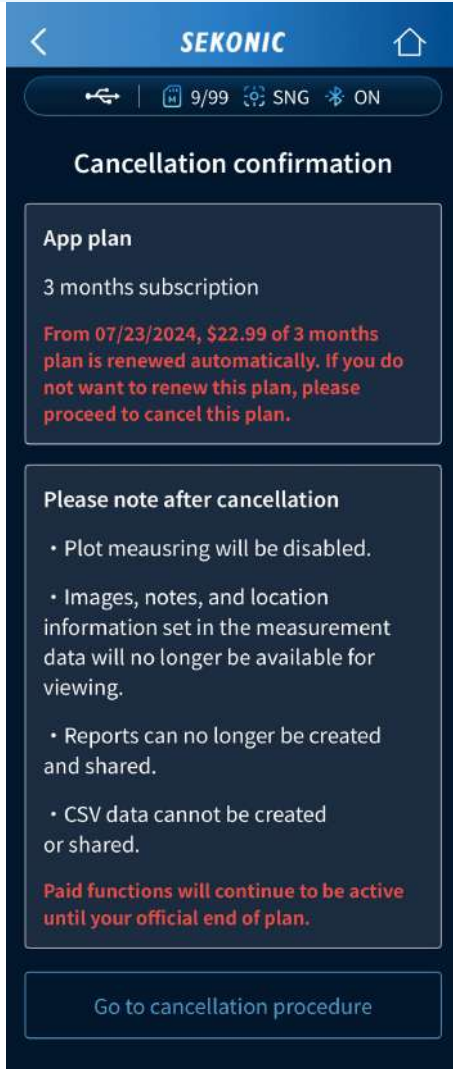 SEKONIC
9/99 SNG ON
Cancellation confirmation
App plan
3 months subscription
From 07/23/2024, $22.99 of 3 months
plan is renewed automatically. If you do
not want to renew this plan, please
proceed to cancel this plan.
Please note after cancellation
・Plot meausring will be disabled.
・Images, notes, and location
information set in the measurement
data will no longer be available for
viewing.
・Reports can no longer be created
and shared.
・CSV data cannot be created
or shared.
Paid functions will continue to be active
until your official end of plan.
Go to cancellation procedure